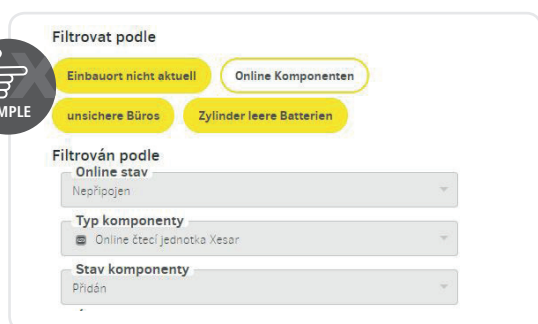 Filtrovat podle
Einbauort nicht aktuell Online Komponenten
X
MPLE
unsichere Büros Zylinder leere Batterien
Filtrován podle
Online stav
Nepřipojen
Typ komponenty
Online čtecí jednotka Xesar
Stav komponenty
Přidán